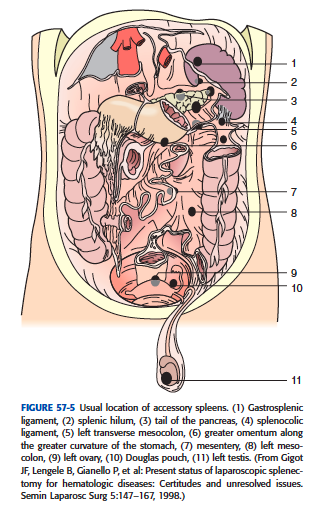 1
2
3
4
5
6
7
8
9
10
11
FIGURE 57-5 Usual location of accessory spleens. (1) Gastrosplenic
ligament, (2) splenic hilum, (3) tail of the pancreas, (4) splenocolic
ligament, (5) left transverse mesocolon, (6) greater omentum along
the greater curvature of the stomach, (7) mesentery, (8) left meso-
colon, (9) left ovary, (10) Douglas pouch, (11) left testis. (From Gigot
JF, Lengele B, Gianello P, et al: Present status of laparoscopic splenec-
tomy for hematologic diseases: Certitudes and unresolved issues.
Semin Laparosc Surg 5:147–167, 1998.)